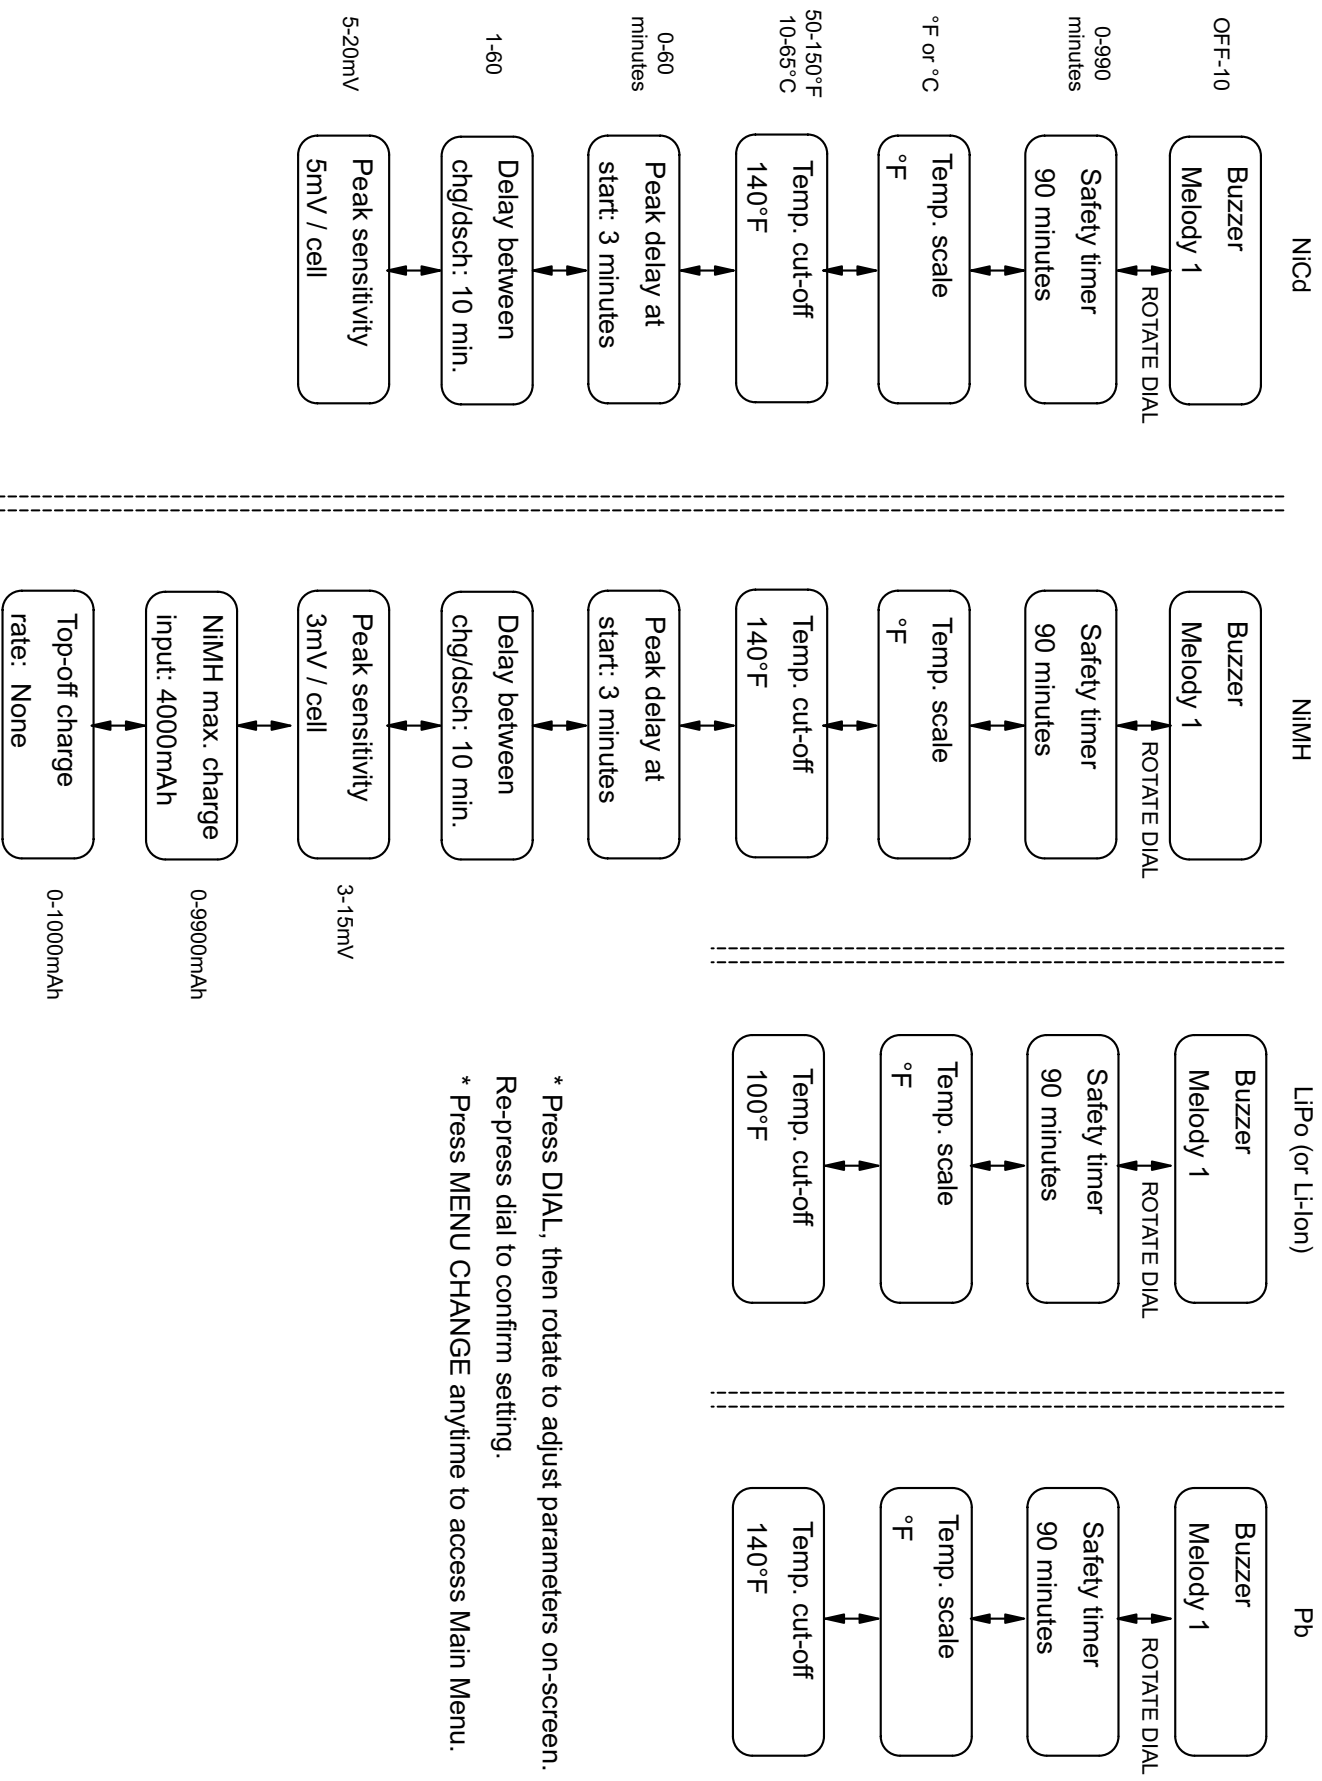 NiCd
OFF-10
Buzzer
Melody 1
ROTATE DIAL
0-990
minutes
Safety timer
90 minutes
°F or °C
Temp. scale
°F
50-150°F
10-65°C
Temp. cut-off
140°F
0-60
minutes
Peak delay at
start: 3 minutes
1-60
Delay between
chg/dsch: 10 min.
5-20mV
Peak sensitivity
5mV / cell
NiMH
Buzzer
Melody 1
ROTATE DIAL
Safety timer
90 minutes
Temp. scale
°F
Temp. cut-off
140°F
Peak delay at
start: 3 minutes
Delay between
chg/dsch: 10 min.
Peak sensitivity
3mV / cell
3-15mV
NiMH max. charge
input: 4000mAh
0-9900mAh
Top-off charge
rate: None
0-1000mAh
LiPo (or Li-Ion)
Buzzer
Melody 1
ROTATE DIAL
Safety timer
90 minutes
Temp. scale
°F
Temp. cut-off
100°F
Pb
Buzzer
Melody 1
ROTATE DIAL
Safety timer
90 minutes
Temp. scale
°F
Temp. cut-off
140°F
* Press DIAL, then rotate to adjust parameters on-screen.
Re-press dial to confirm setting.
* Press MENU CHANGE anytime to access Main Menu.